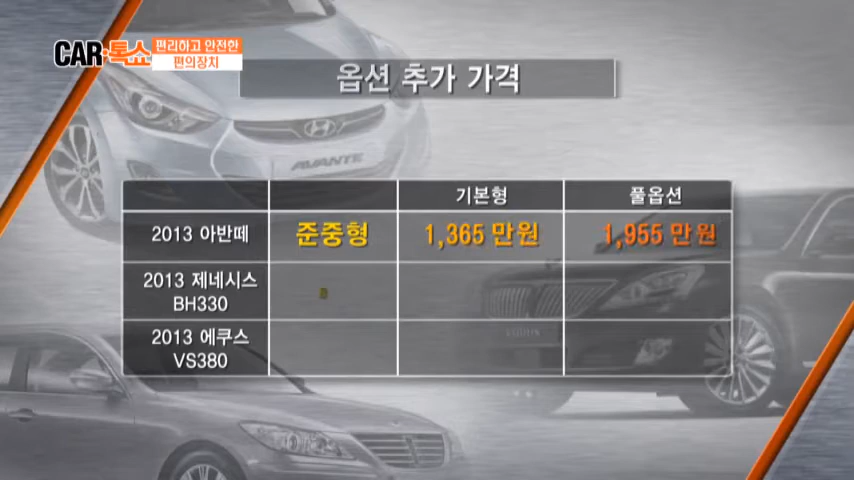 CAR·톡쇼
편리하고 안전한
편의장치
옵션 추가 가격
AVANTE
기본형 풀옵션
2013 아반떼 준중형 1,365 만원 1,955 만원
2013 제네시스
BH330
2013 에쿠스
VS380